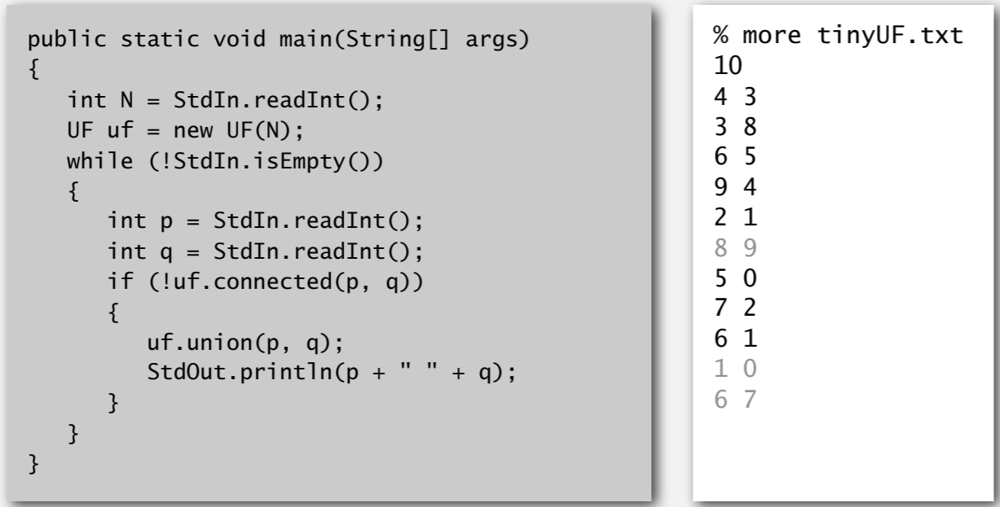 public static void main(String[] args)
{
   int N = StdIn.readInt();
   UF uf = new UF(N);
   while (!StdIn.isEmpty())
   {
      int p = StdIn.readInt();
      int q = StdIn.readInt();
      if (!uf.connected(p, q))
      {
         uf.union(p, q);
         StdOut.println(p + " " + q);
      }
   }
}
% more tinyUF.txt
10
4 3
3 8
6 5
9 4
2 1
8 9
5 0
7 2
6 1
1 0
6 7